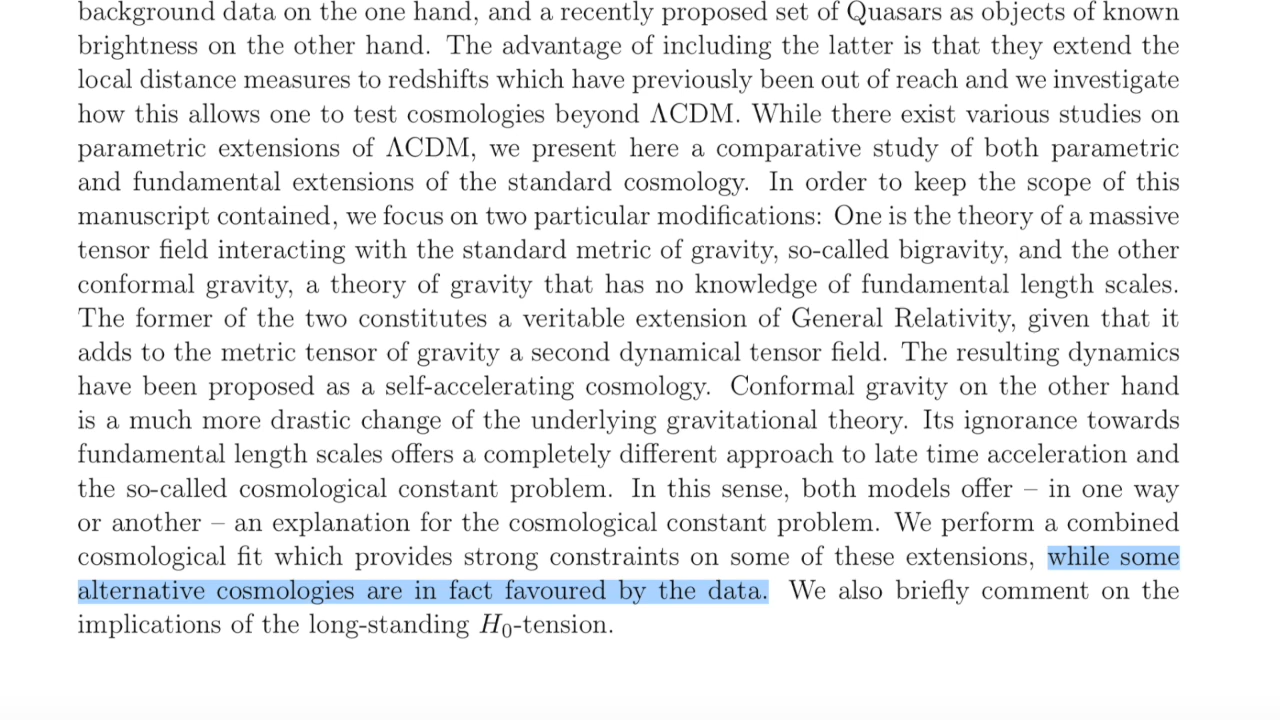 background data on the one hand, and a recently proposed set of Quasars as objects of known
brightness on the other hand. The advantage of including the latter is that they extend the
local distance measures to redshifts which have previously been out of reach and we investigate
how this allows one to test cosmologies beyond ΛCDM. While there exist various studies on
parametric extensions of ΛCDM, we present here a comparative study of both parametric
and fundamental extensions of the standard cosmology. In order to keep the scope of this
manuscript contained, we focus on two particular modifications: One is the theory of a massive
tensor field interacting with the standard metric of gravity, so-called bigravity, and the other
conformal gravity, a theory of gravity that has no knowledge of fundamental length scales.
The former of the two constitutes a veritable extension of General Relativity, given that it
adds to the metric tensor of gravity a second dynamical tensor field. The resulting dynamics
have been proposed as a self-accelerating cosmology. Conformal gravity on the other hand
is a much more drastic change of the underlying gravitational theory. Its ignorance towards
fundamental length scales offers a completely different approach to late time acceleration and
the so-called cosmological constant problem. In this sense, both models offer – in one way
or another – an explanation for the cosmological constant problem. We perform a combined
cosmological fit which provides strong constraints on some of these extensions, while some
alternative cosmologies are in fact favoured by the data. We also briefly comment on the
implications of the long-standing H₀-tension.